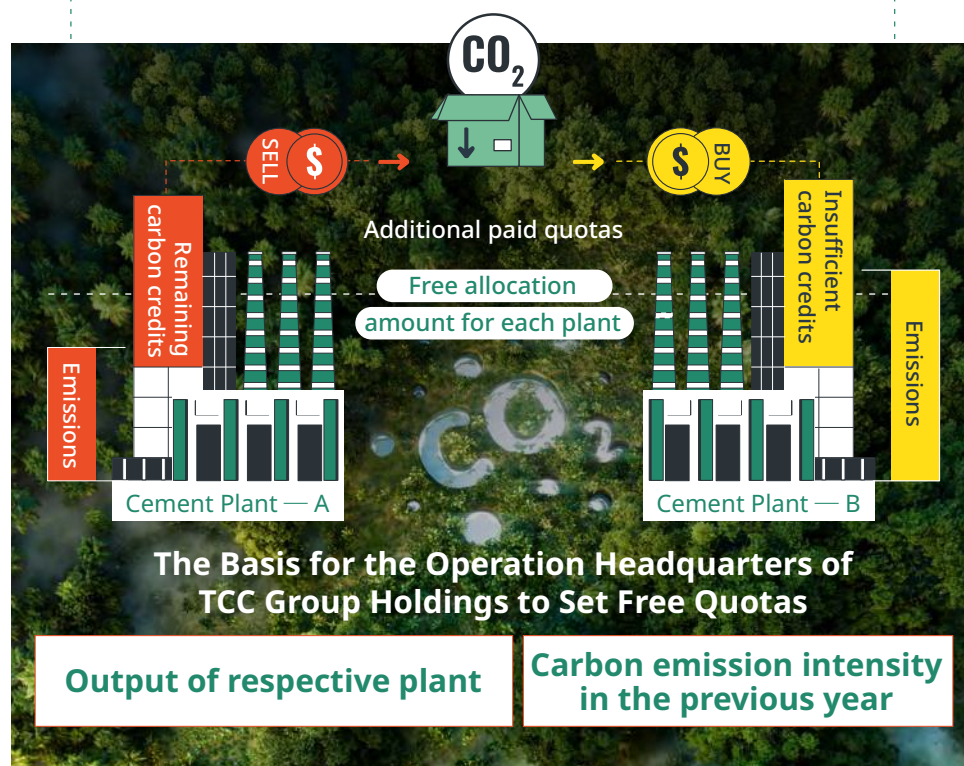 CO2
SELL
$
$
BUY
Additional paid quotas
Free allocation
amount for each plant
Remaining
carbon credits
Insufficient
carbon credits
Emissions
Emissions
CO2
Cement Plant — A
Cement Plant — B
The Basis for the Operation Headquarters of
TCC Group Holdings to Set Free Quotas
Output of respective plant
Carbon emission intensity
in the previous year